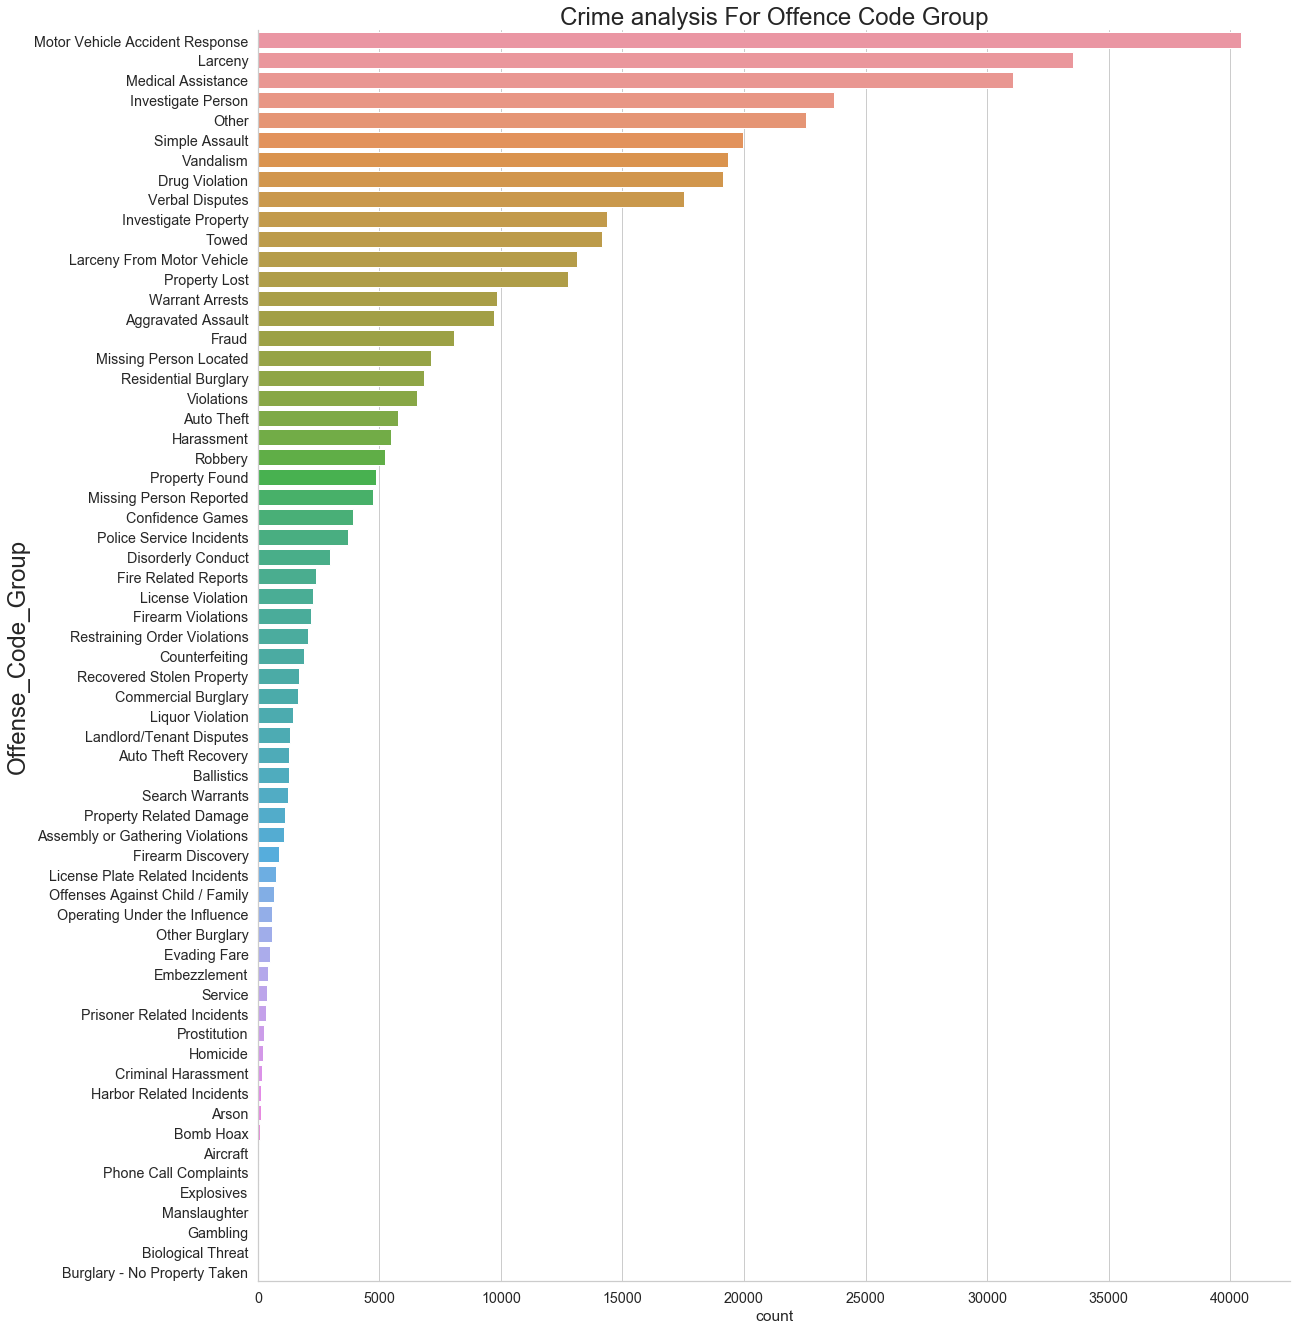 Crime analysis For Offence Code Group
Offense_Code_Group
Motor Vehicle Accident Response
Larceny
Medical Assistance
Investigate Person
Other
Simple Assault
Vandalism
Drug Violation
Verbal Disputes
Investigate Property
Towed
Larceny From Motor Vehicle
Property Lost
Warrant Arrests
Aggravated Assault
Fraud
Missing Person Located
Residential Burglary
Violations
Auto Theft
Harassment
Robbery
Property Found
Missing Person Reported
Confidence Games
Police Service Incidents
Disorderly Conduct
Fire Related Reports
License Violation
Firearm Violations
Restraining Order Violations
Counterfeiting
Recovered Stolen Property
Commercial Burglary
Liquor Violation
Landlord/Tenant Disputes
Auto Theft Recovery
Ballistics
Search Warrants
Property Related Damage
Assembly or Gathering Violations
Firearm Discovery
License Plate Related Incidents
Offenses Against Child / Family
Operating Under the Influence
Other Burglary
Evading Fare
Embezzlement
Service
Prisoner Related Incidents
Prostitution
Homicide
Criminal Harassment
Harbor Related Incidents
Arson
Bomb Hoax
Aircraft
Phone Call Complaints
Explosives
Manslaughter
Gambling
Biological Threat
Burglary - No Property Taken
0 5000 10000 15000 20000 25000 30000 35000 40000
count